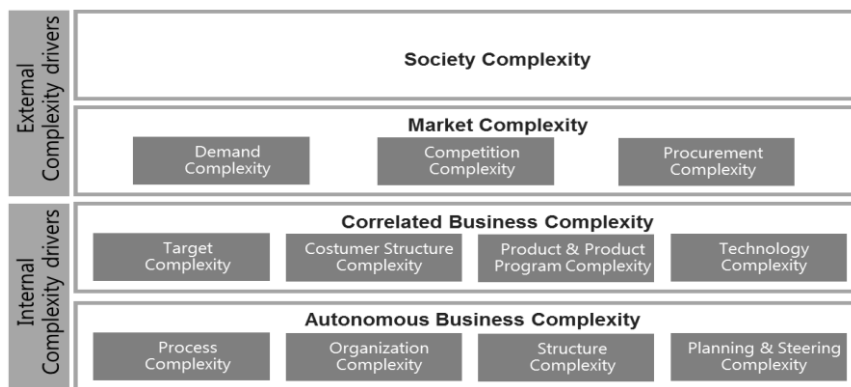 External
Complexity drivers
Society Complexity
Market Complexity
Demand
Complexity
Competition
Complexity
Procurement
Complexity
Internal
Complexity drivers
Correlated Business Complexity
Target
Complexity
Costumer Structure
Complexity
Product & Product
Program Complexity
Technology
Complexity
Autonomous Business Complexity
Process
Complexity
Organization
Complexity
Structure
Complexity
Planning & Steering
Complexity